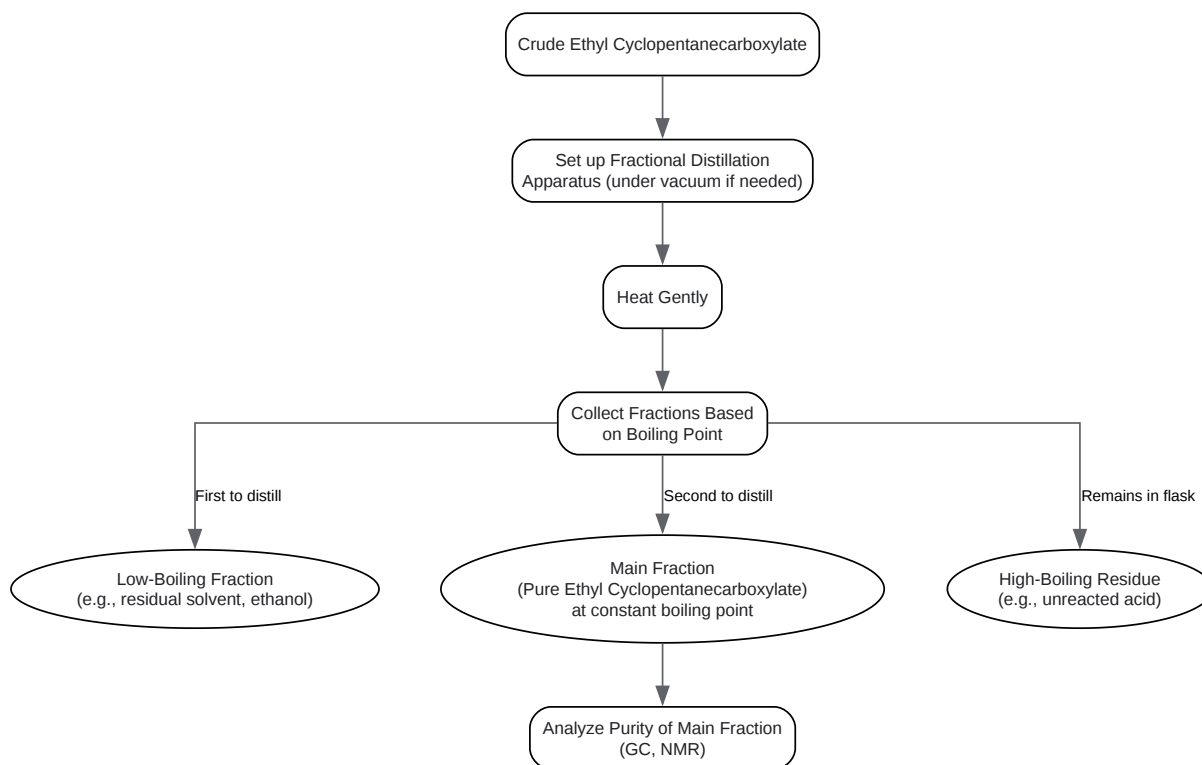 Crude Ethyl Cyclopentanecarboxylate
Set up Fractional Distillation
Apparatus (under vacuum if needed)
Heat Gently
Collect Fractions Based
on Boiling Point
First to distill
Second to distill
Remains in flask
Low-Boiling Fraction
(e.g., residual solvent, ethanol)
Main Fraction
(Pure Ethyl Cyclopentanecarboxylate)
at constant boiling point
High-Boiling Residue
(e.g., unreacted acid)
Analyze Purity of Main Fraction
(GC, NMR)